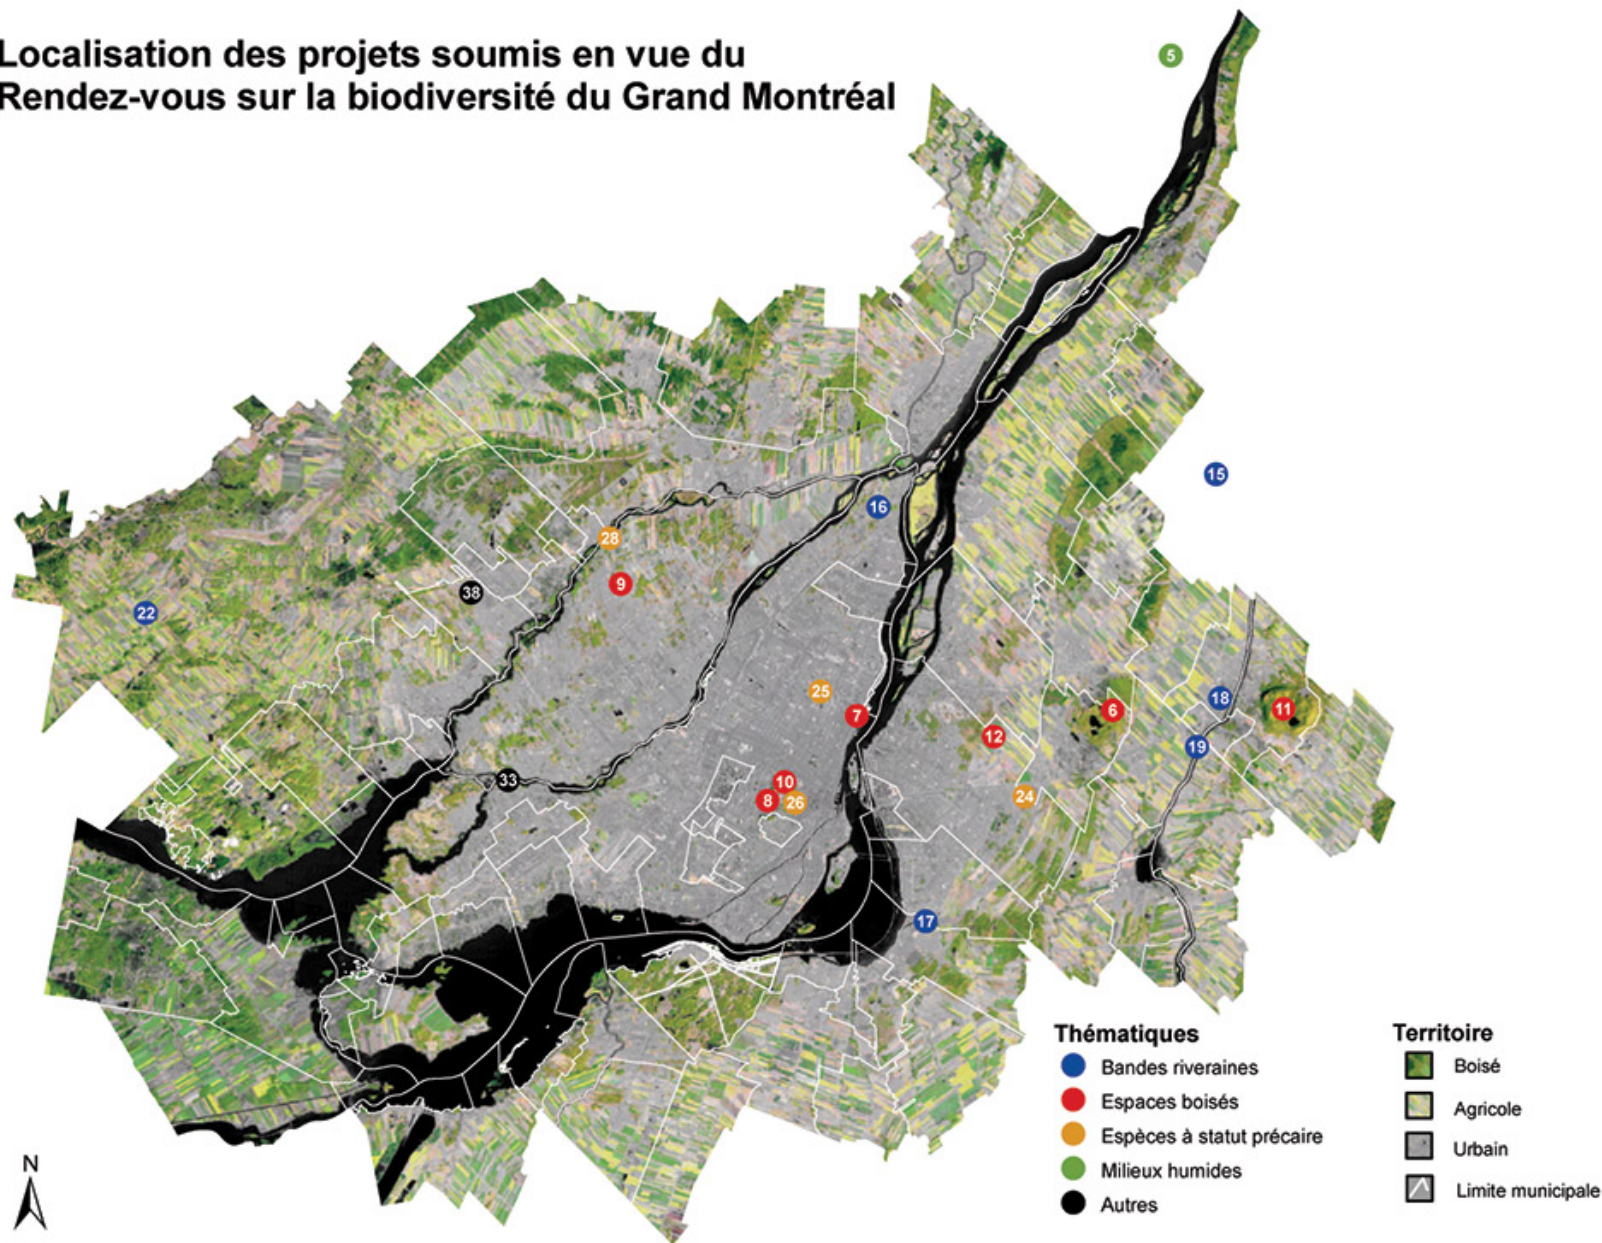 Localisation des projets soumis en vue du
Rendez-vous sur la biodiversité du Grand Montréal
5
15
16
28
9
38
22
25
7
18
11
6
12
19
33
10
8
26
24
17
Thématiques
Bandes riveraines
Espaces boisés
Espèces à statut précaire
Milieux humides
Autres
Territoire
Boisé
Agricole
Urbain
Limite municipale
N